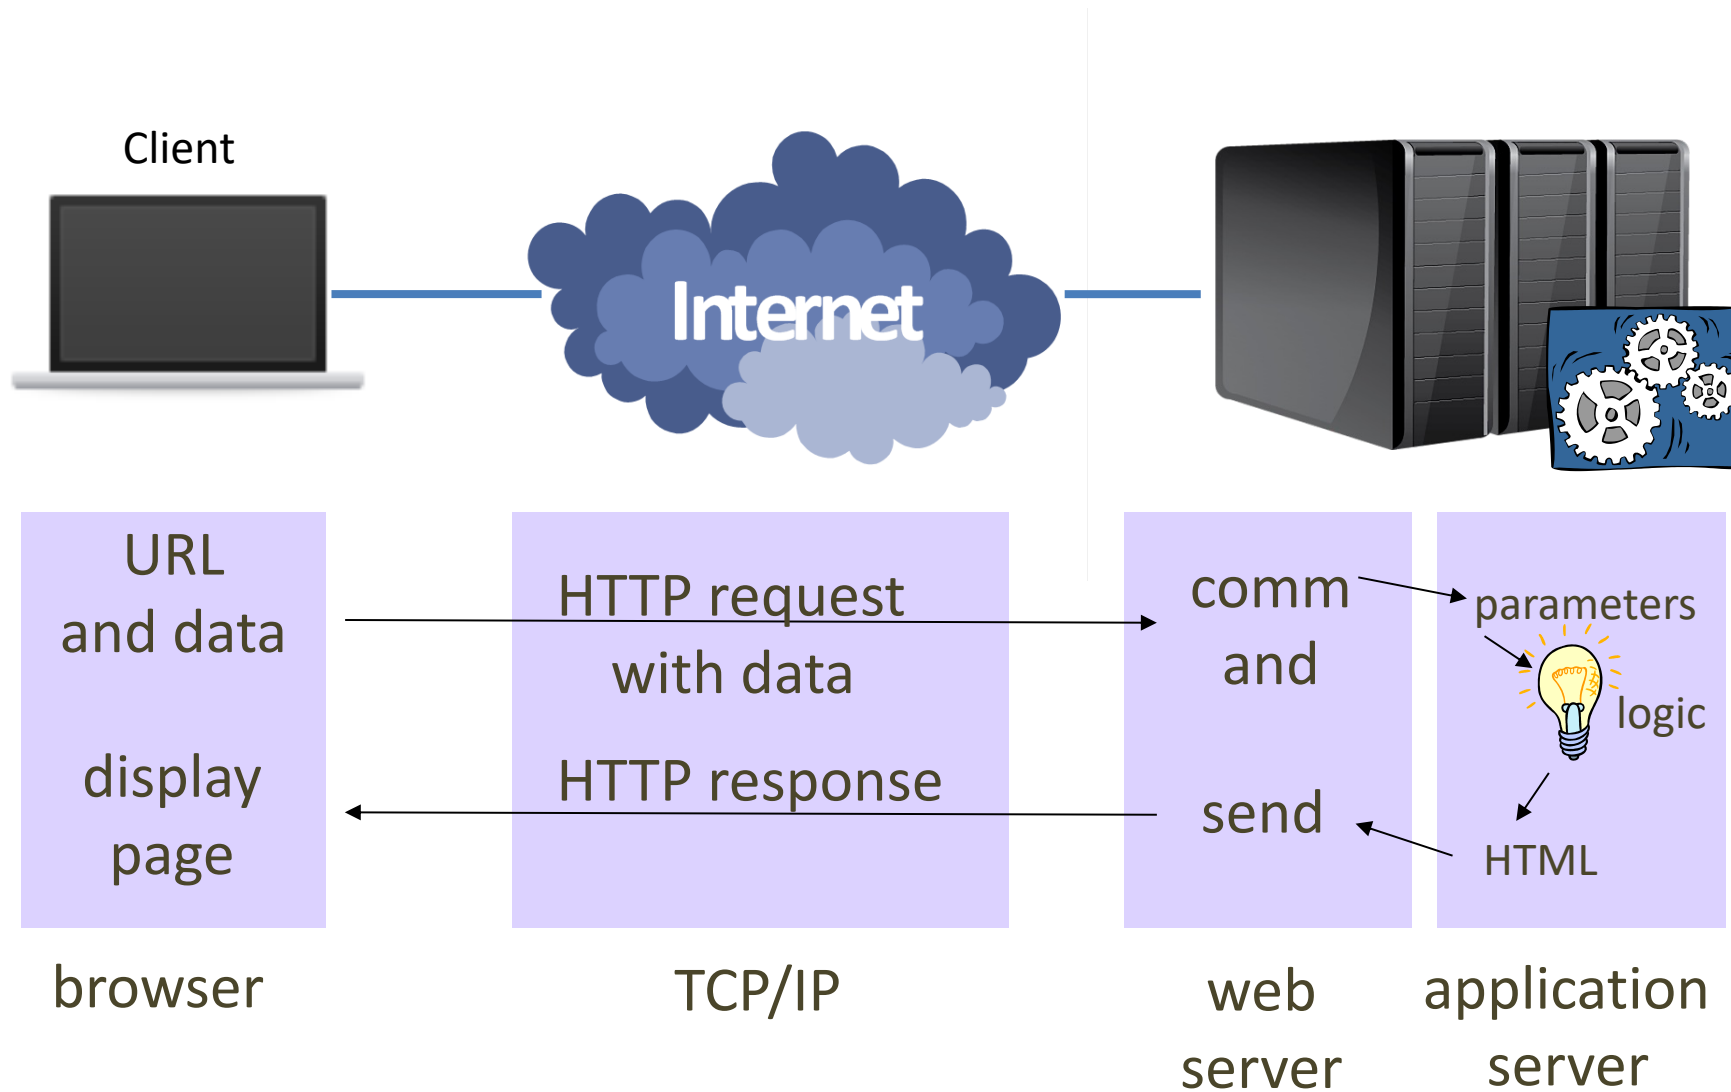 Client
Internet
URL
and data
display
page
browser
HTTP request
with data
HTTP response
TCP/IP
comm
and
send
web
server
parameters
logic
HTML
application
server